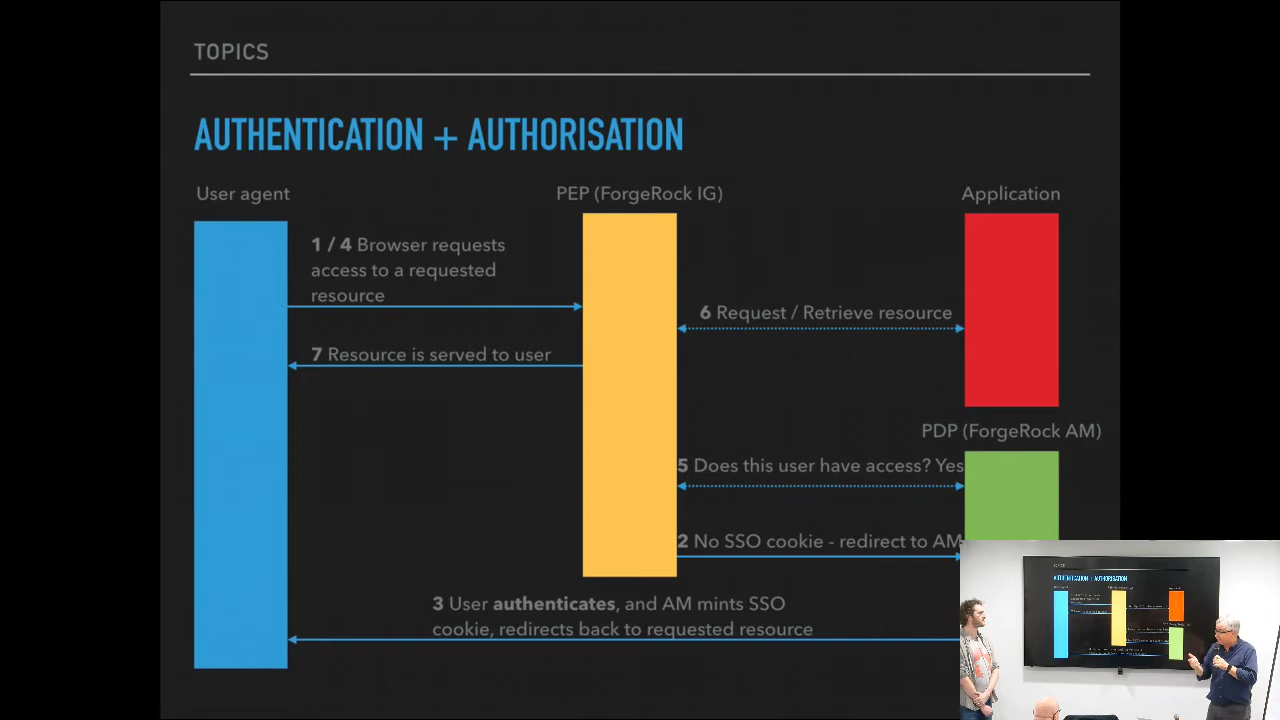 TOPICS
AUTHENTICATION + AUTHORISATION
User agent
PEP (ForgeRock IG)
Application
1 / 4 Browser requests
access to a requested
resource
6 Request / Retrieve resource
7 Resource is served to user
PDP (ForgeRock AM)
5 Does this user have access? Yes
2 No SSO cookie - redirect to AM
3 User authenticates, and AM mints SSO
cookie, redirects back to requested resource
TOPICS
AUTHENTICATION + AUTHORISATION